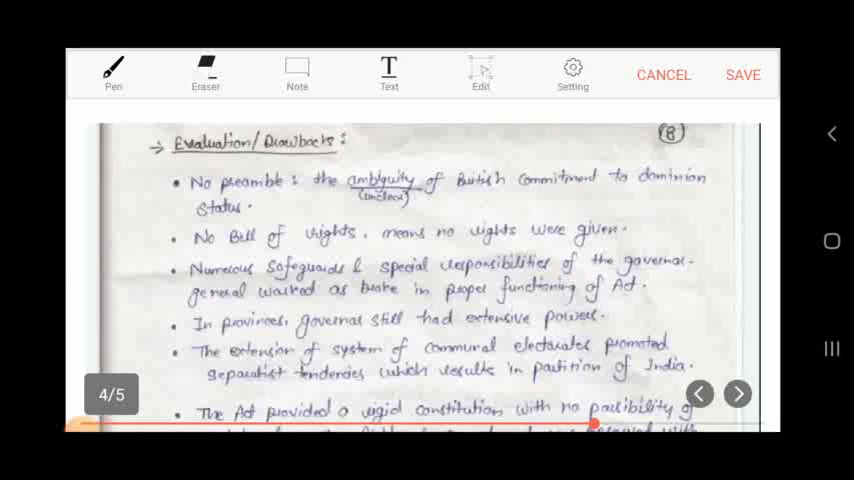 Pen
Eraser
Note
Text
Edit
Setting
CANCEL
SAVE
(8)
→ Evaluation/Drawbacks :
• No preamble : the ambiguity of British commitment to dominion
(unclear)
status.
• No Bill of rights, means no rights were given.
• Numerous safeguards & special responsibilities of the governor-
general worked as brake in proper functioning of Act.
• In provinces, governor still had extensive powers.
• The extension of system of communal electorates promoted
separatist tendencies which results in partition of India.
• The Act provided a rigid constitution with no possibility of
reserved with
4/5